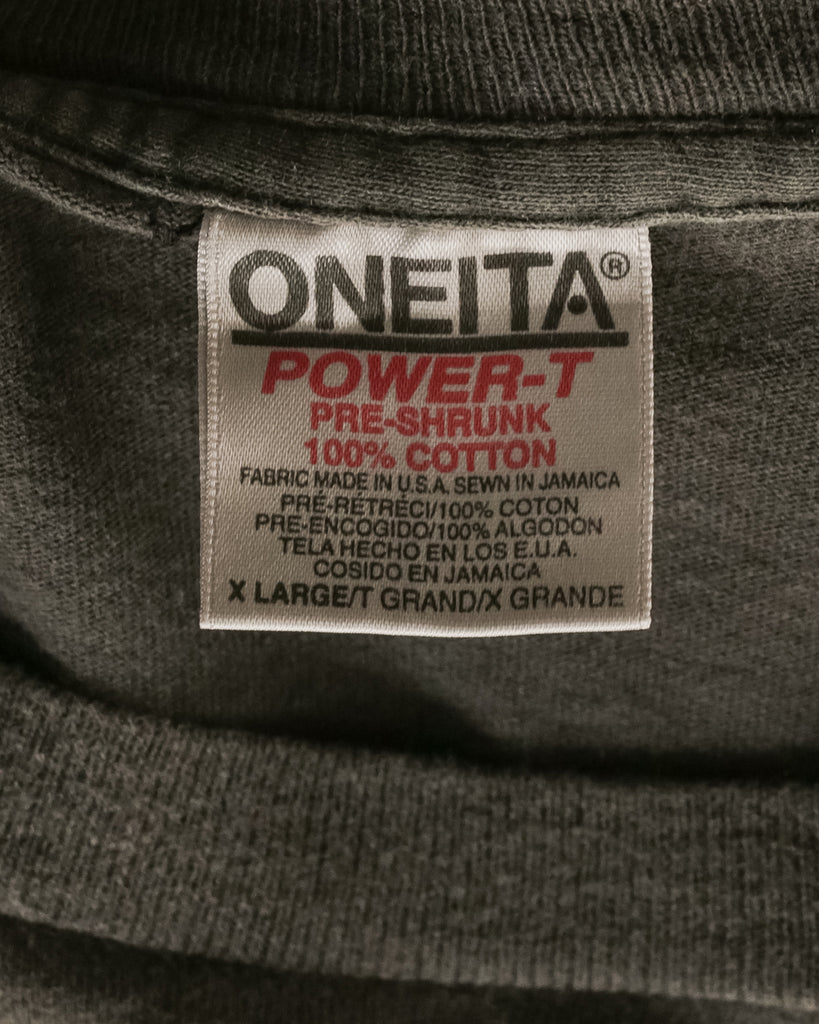 ONEITA®
POWER-T
PRE-SHRUNK
100% COTTON
FABRIC MADE IN U.S.A. SEWN IN JAMAICA
PRÉ-RÉTRÉCI/100% COTON
PRE-ENCOGIDO/100% ALGODON
TELA HECHO EN LOS E.U.A.
COSIDO EN JAMAICA
X LARGE/T GRAND/X GRANDE